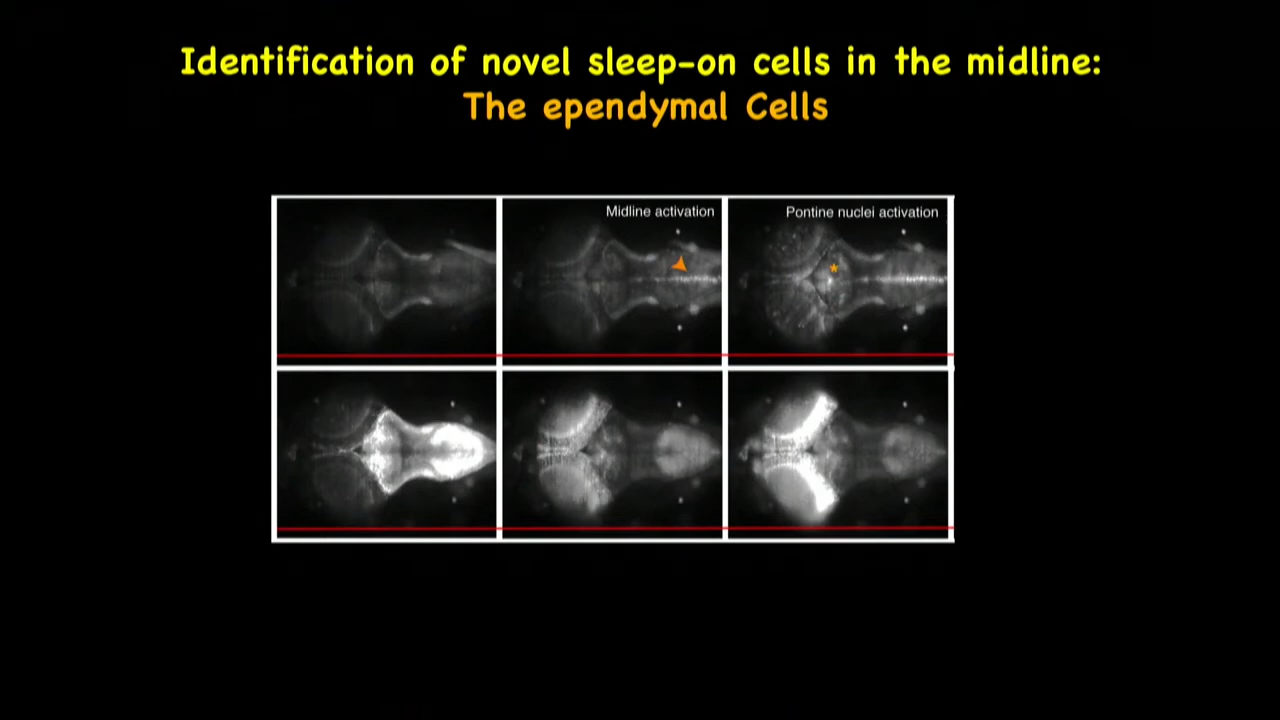 Identification of novel sleep-on cells in the midline:
The ependymal Cells
Midline activation
Pontine nuclei activation